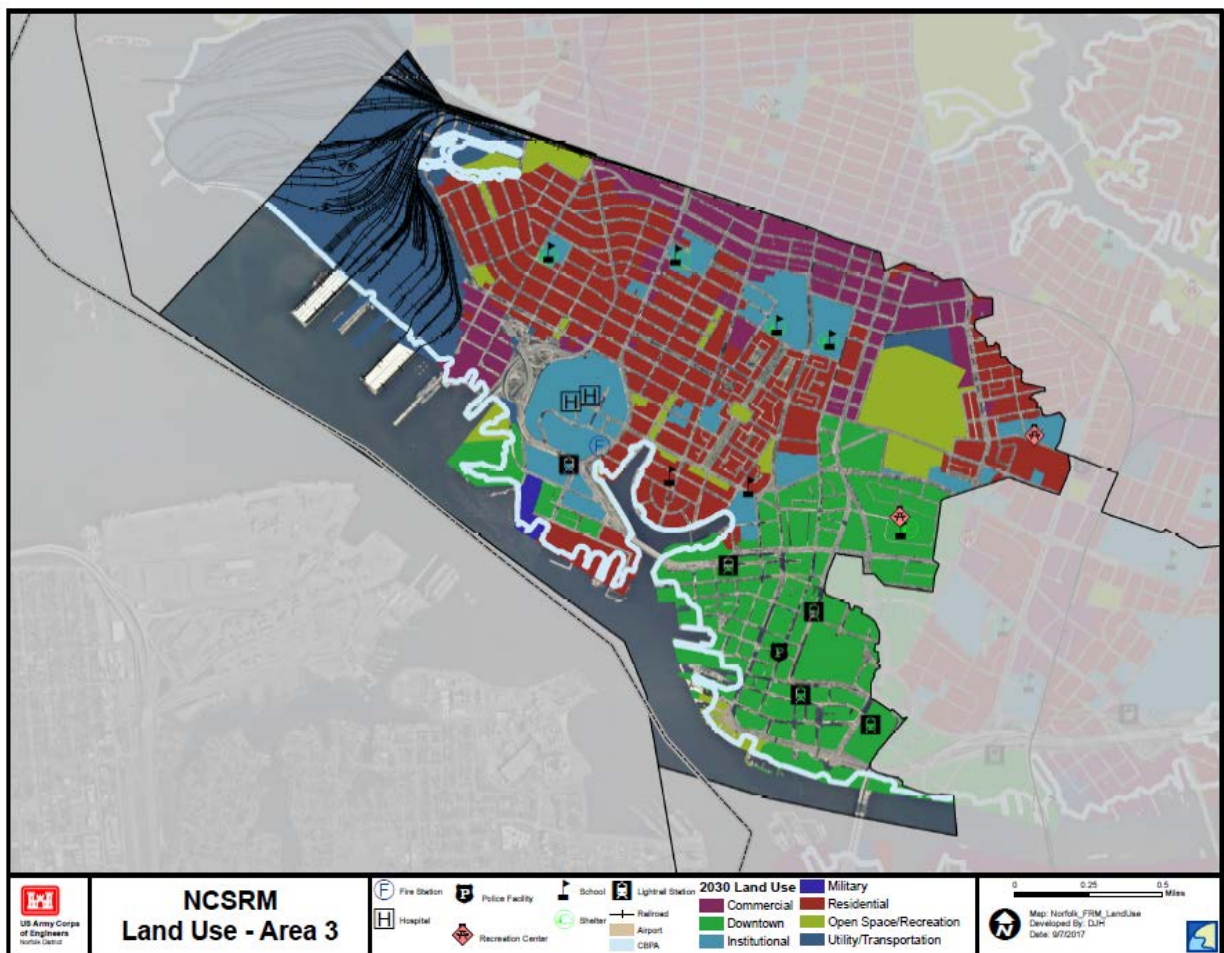 H
H
F
P
US Army Corps
of Engineers
Norfolk District
NCSRM
Land Use - Area 3
F Fire Station
H Hospital
P Police Facility
Recreation Center
School
Shelter
Lightrail Station
Railroad
Airport
CBPA
2030 Land Use
Commercial
Downtown
Institutional
Military
Residential
Open Space/Recreation
Utility/Transportation
0 0.25 0.5
Miles
N
Map: Norfolk_FRM_LandUse
Developed By: DJH
Date: 9/7/2017